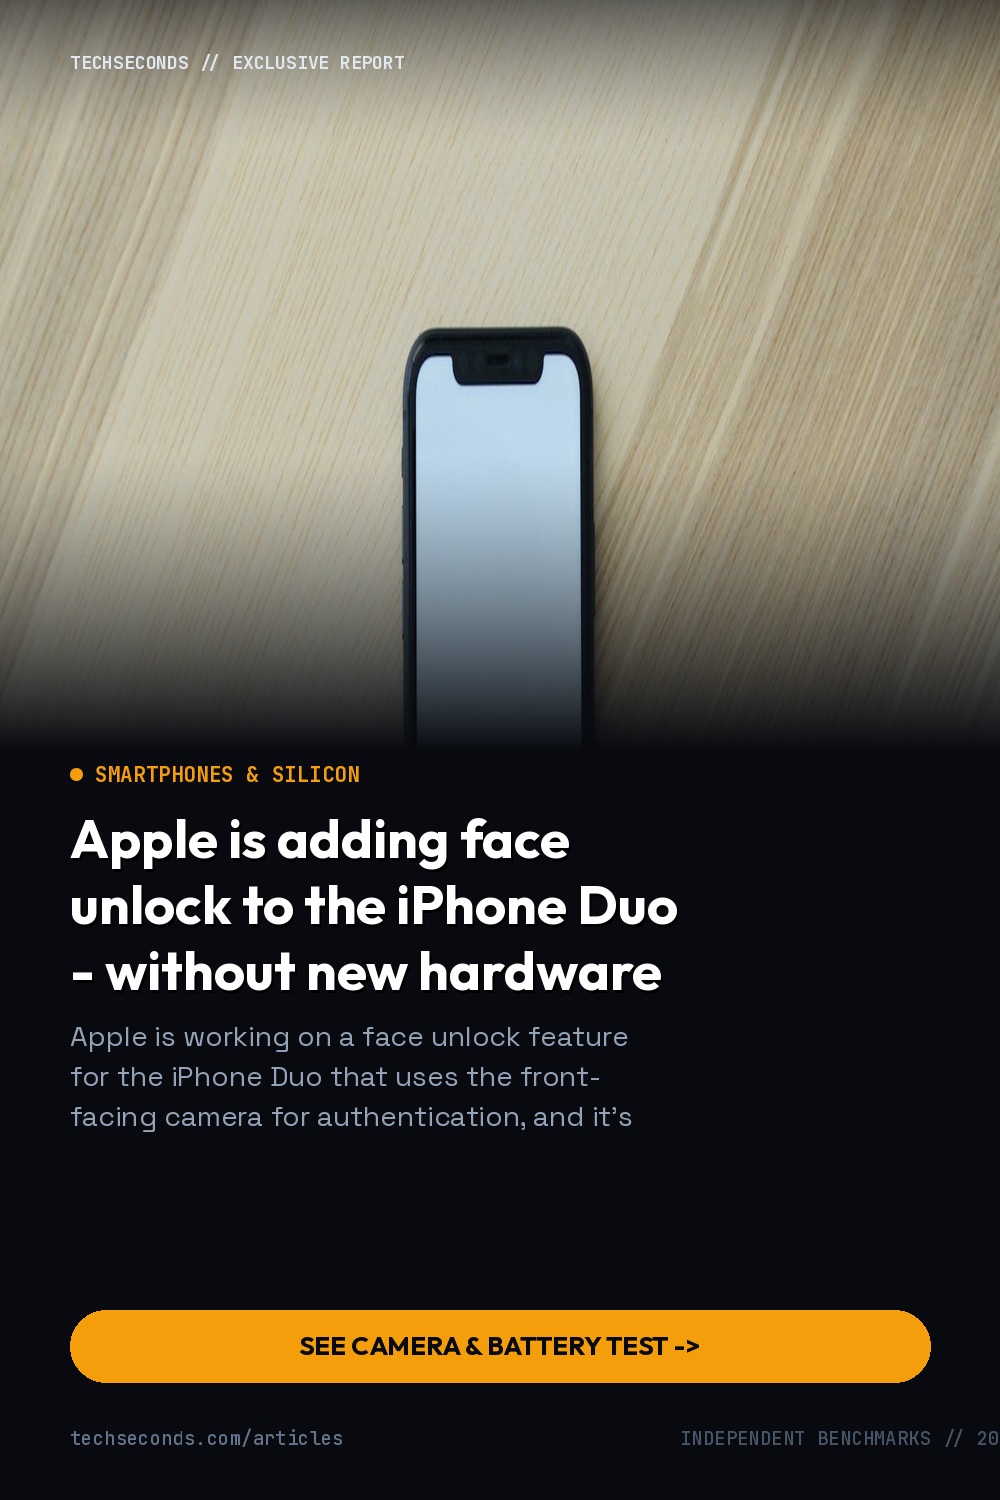 TECHSECONDS // EXCLUSIVE REPORT
SMARTPHONES & SILICON
Apple is adding face
unlock to the iPhone Duo
- without new hardware
Apple is working on a face unlock feature
for the iPhone Duo that uses the front-
facing camera for authentication, and it's
SEE CAMERA & BATTERY TEST ->
techseconds.com/articles
INDEPENDENT BENCHMARKS // 20